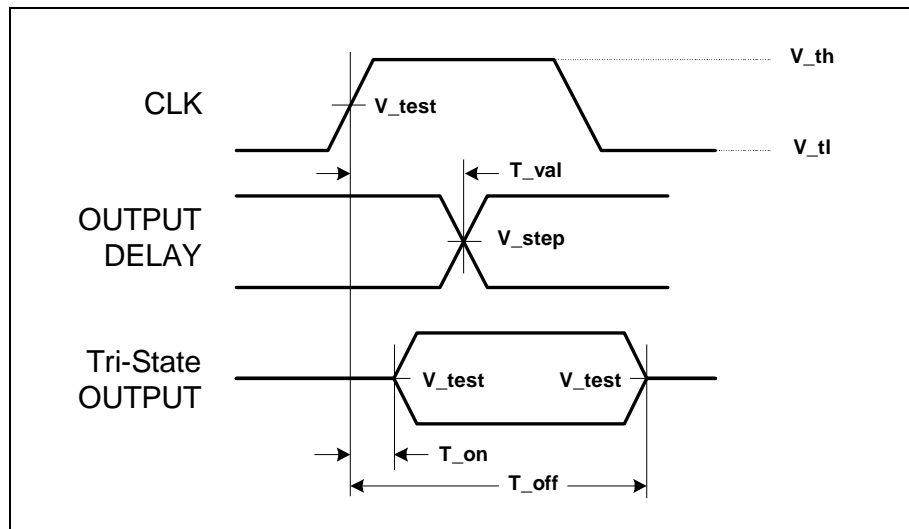 V_th
CLK
V_test
V_tl
T_val
OUTPUT
DELAY
V_step
Tri-State
OUTPUT
V_test
V_test
T_on
T_off